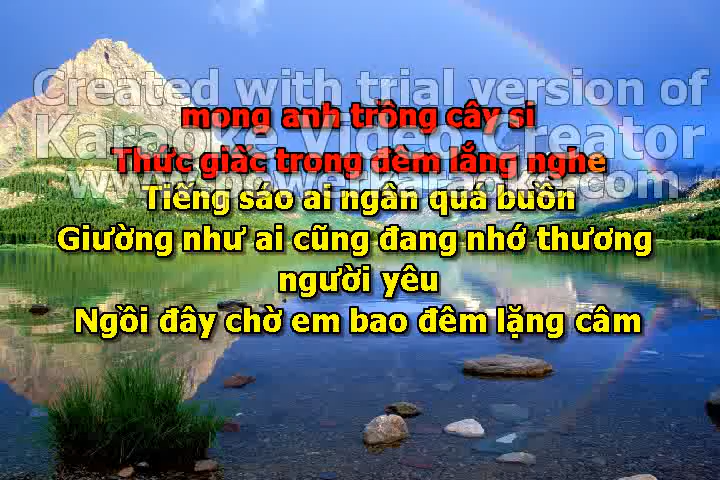 Created with trial version of
mong anh trồng cây si
Karaoke Video Creator
Thức giấc trong đêm lắng nghe
www.powerkaraoke.com
Tiếng sáo ai ngân quá buồn
Giường như ai cũng đang nhớ thương
người yêu
Ngồi đây chờ em bao đêm lặng câm